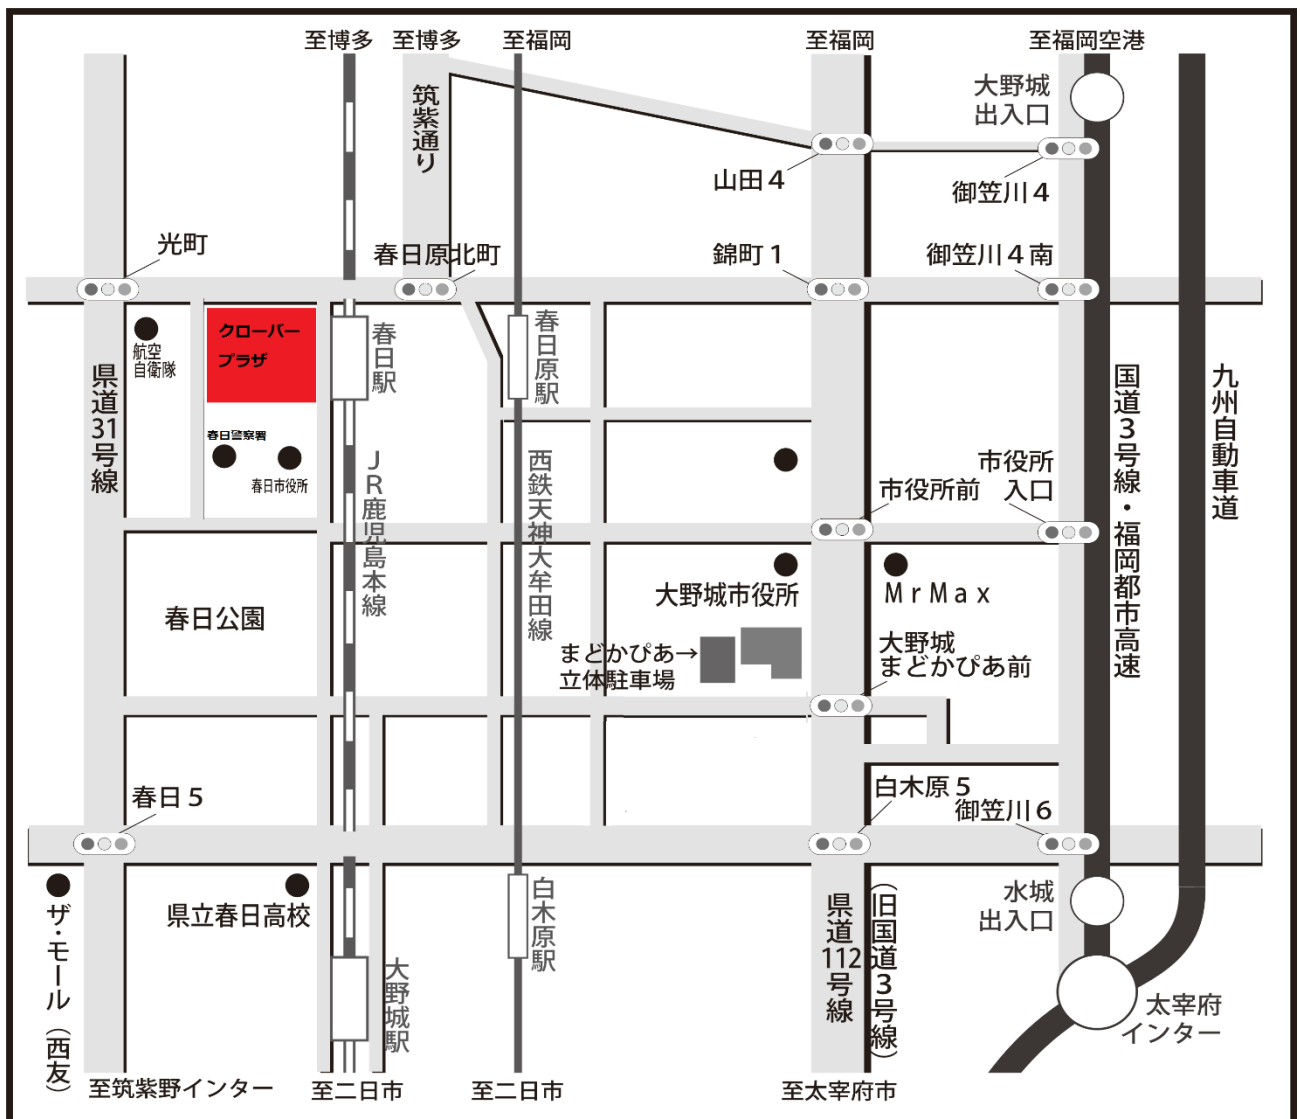 至博多
至博多
至福岡
至福岡
至福岡空港
大野城
出入口
筑紫通り
山田４
御笠川４
光町
春日原北町
錦町１
御笠川４南
クローバー
プラザ
航空
自衛隊
春日駅
春日原駅
県道31号線
国道３号線・福岡都市高速
九州自動車道
春日警察署
春日市役所
ＪＲ鹿児島本線
西鉄天神大牟田線
市役所前
市役所
入口
春日公園
大野城市役所
ＭｒＭａｘ
まどかぴあ→
立体駐車場
大野城
まどかぴあ前
春日５
白木原５
御笠川６
ザ・モール（西友）
県立春日高校
大野城駅
白木原駅
県道112号線
（旧国道３号線）
水城
出入口
太宰府
インター
至筑紫野インター
至二日市
至二日市
至太宰府市